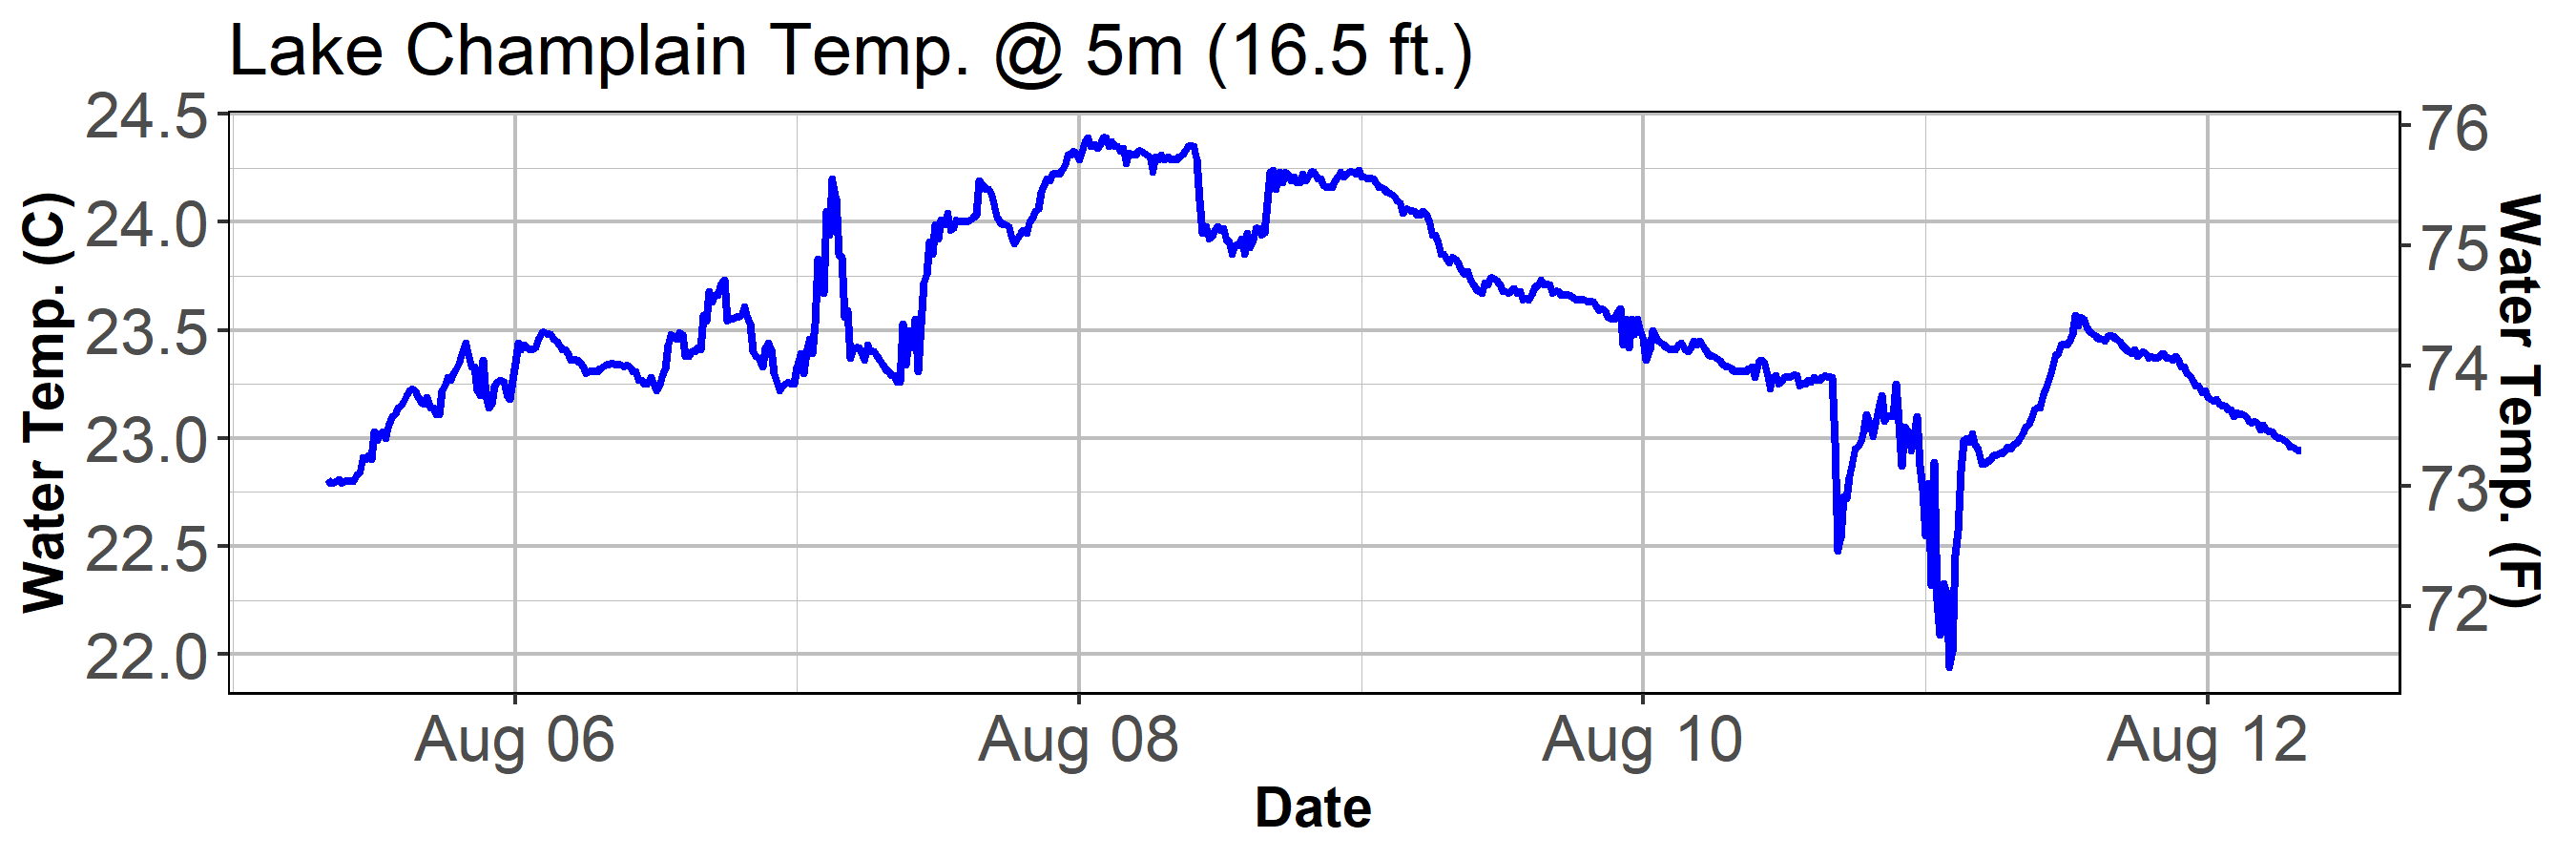 Lake Champlain Temp. @ 5m (16.5 ft.)
Water Temp. (C)
24.5
24.0
23.5
23.0
22.5
22.0
76
75
74
73
72
Water Temp. (F)
Aug 06 Aug 08 Aug 10 Aug 12
Date